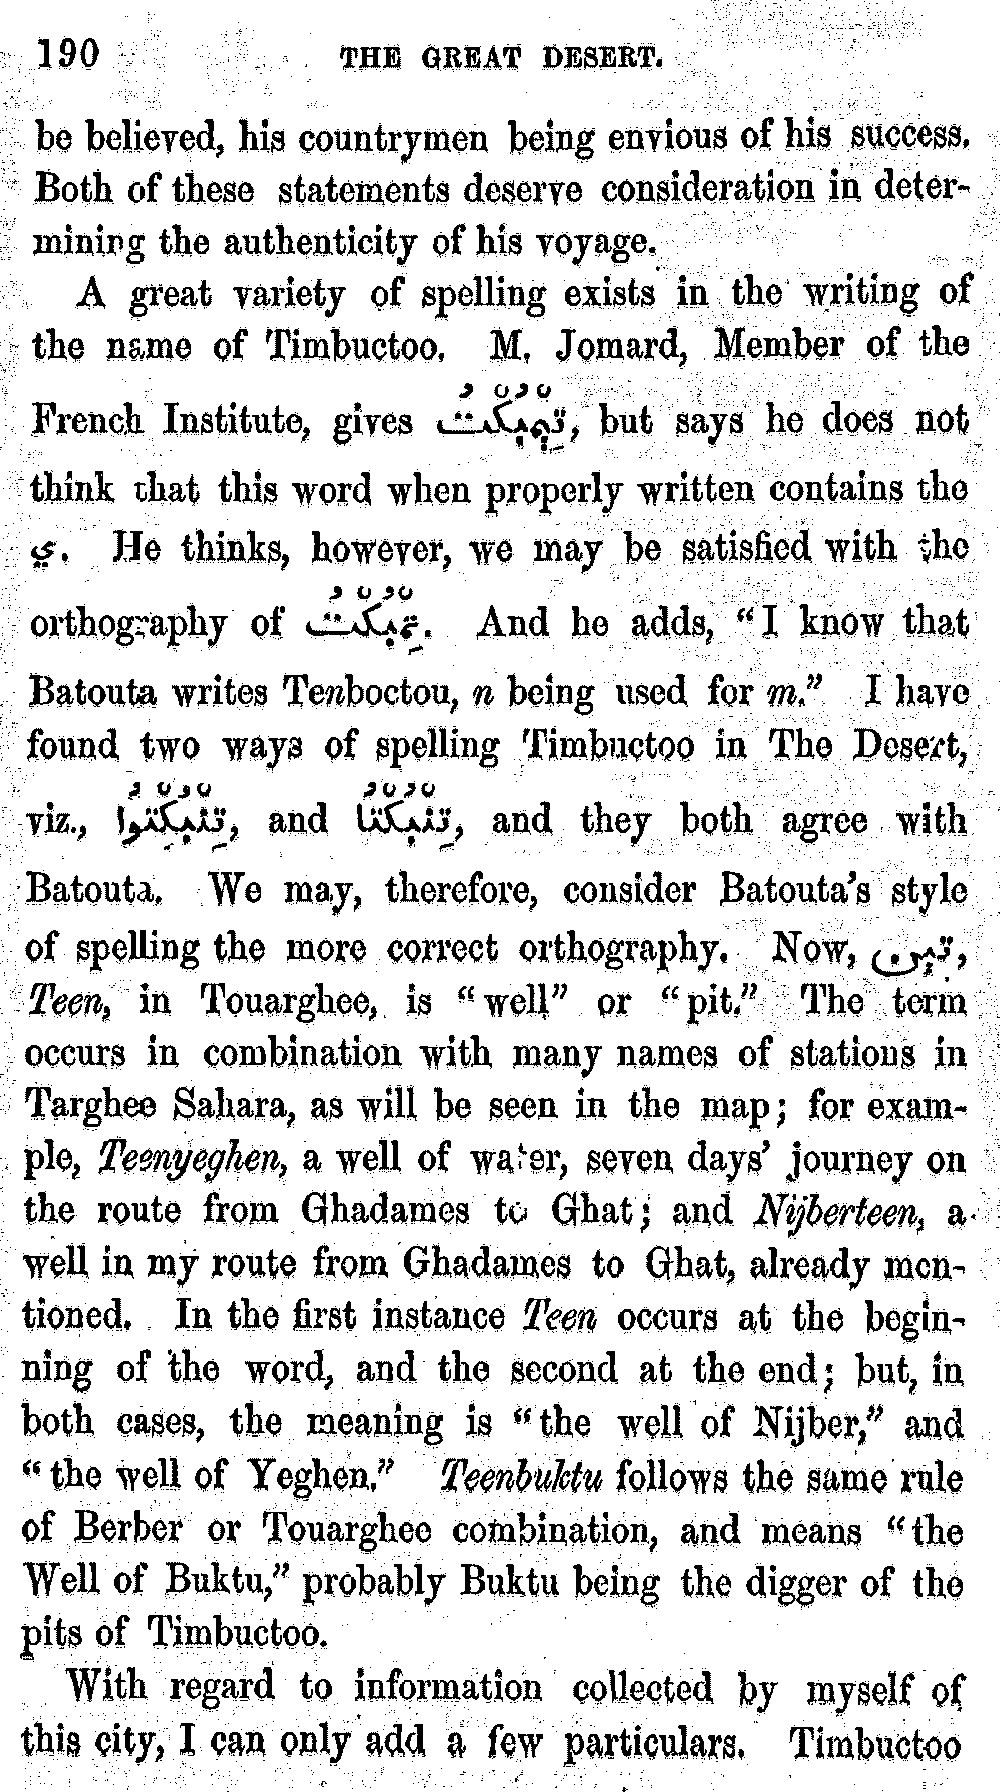 190 THE GREAT DESERT.
be believed, his countrymen being envious of his success.
Both of these statements deserve consideration in deter-
mining the authenticity of his voyage.
A great variety of spelling exists in the writing of
the name of Timbuctoo. M. Jomard, Member of the
French Institute, gives but says he does not
think that this word when properly written contains the
ي. He thinks, however, we may be satisfied with the
orthography of And he adds, “I know that
Batouta writes Tenboctou, n being used for m.” I have
found two ways of spelling Timbuctoo in The Desert,
viz., تنبكتوا, and تنبكتا, and they both agree with
Batouta. We may, therefore, consider Batouta's style
of spelling the more correct orthography. Now, تين,
Teen, in Touarghee, is “well” or “pit.” The term
occurs in combination with many names of stations in
Targhee Sahara, as will be seen in the map; for exam-
ple, Teenyeghen, a well of water, seven days' journey on
the route from Ghadames to Ghat; and Nijberteen, a
well in my route from Ghadames to Ghat, already men-
tioned. In the first instance Teen occurs at the begin-
ning of the word, and the second at the end; but, in
both cases, the meaning is “the well of Nijber,” and
“the well of Yeghen.” Teenbuktu follows the same rule
of Berber or Touarghee combination, and means “the
Well of Buktu,” probably Buktu being the digger of the
pits of Timbuctoo.
With regard to information collected by myself of
this city, I can only add a few particulars. Timbuctoo